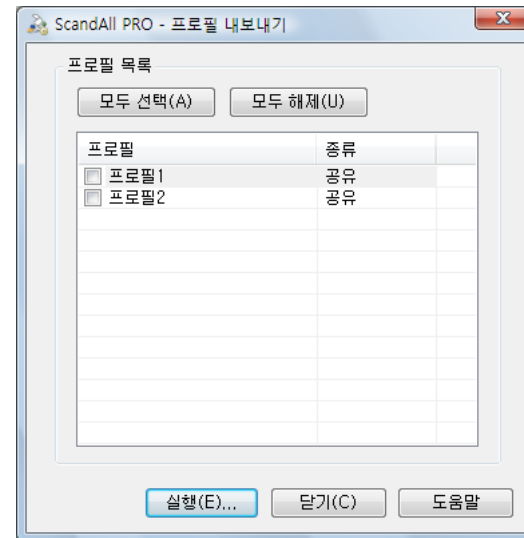 ScandAll PRO - 프로필 내보내기
프로필 목록
모두 선택(A) 모두 해제(U)
프로필 종류
프로필1 공유
프로필2 공유
실행(E)... 닫기(C) 도움말